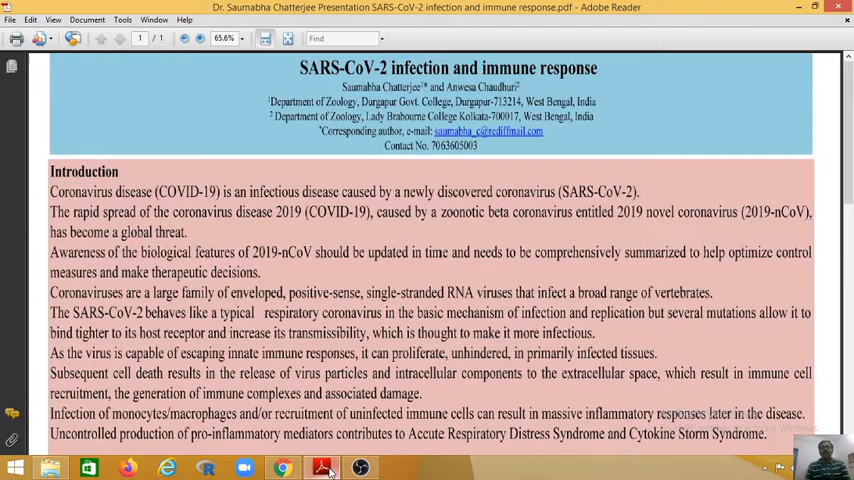 Dr. Saumabha Chatterjee Presentation SARS-CoV-2 infection and immune response.pdf - Adobe Reader
File Edit View Document Tools Window Help
1 / 1 65.6% Find
SARS-CoV-2 infection and immune response
Saumabha Chatterjee1* and Anwesa Chaudhuri2
1Department of Zoology, Durgapur Govt. College, Durgapur-713214, West Bengal, India
2 Department of Zoology, Lady Brabourne College Kolkata-700017, West Bengal, India
*Corresponding author, e-mail: saumabha_c@rediffmail.com
Contact No. 7063605003
Introduction
Coronavirus disease (COVID-19) is an infectious disease caused by a newly discovered coronavirus (SARS-CoV-2).
The rapid spread of the coronavirus disease 2019 (COVID-19), caused by a zoonotic beta coronavirus entitled 2019 novel coronavirus (2019-nCoV),
has become a global threat.
Awareness of the biological features of 2019-nCoV should be updated in time and needs to be comprehensively summarized to help optimize control
measures and make therapeutic decisions.
Coronaviruses are a large family of enveloped, positive-sense, single-stranded RNA viruses that infect a broad range of vertebrates.
The SARS-CoV-2 behaves like a typical respiratory coronavirus in the basic mechanism of infection and replication but several mutations allow it to
bind tighter to its host receptor and increase its transmissibility, which is thought to make it more infectious.
As the virus is capable of escaping innate immune responses, it can proliferate, unhindered, in primarily infected tissues.
Subsequent cell death results in the release of virus particles and intracellular components to the extracellular space, which result in immune cell
recruitment, the generation of immune complexes and associated damage.
Infection of monocytes/macrophages and/or recruitment of uninfected immune cells can result in massive inflammatory responses later in the disease.
Uncontrolled production of pro-inflammatory mediators contributes to Accute Respiratory Distress Syndrome and Cytokine Storm Syndrome.